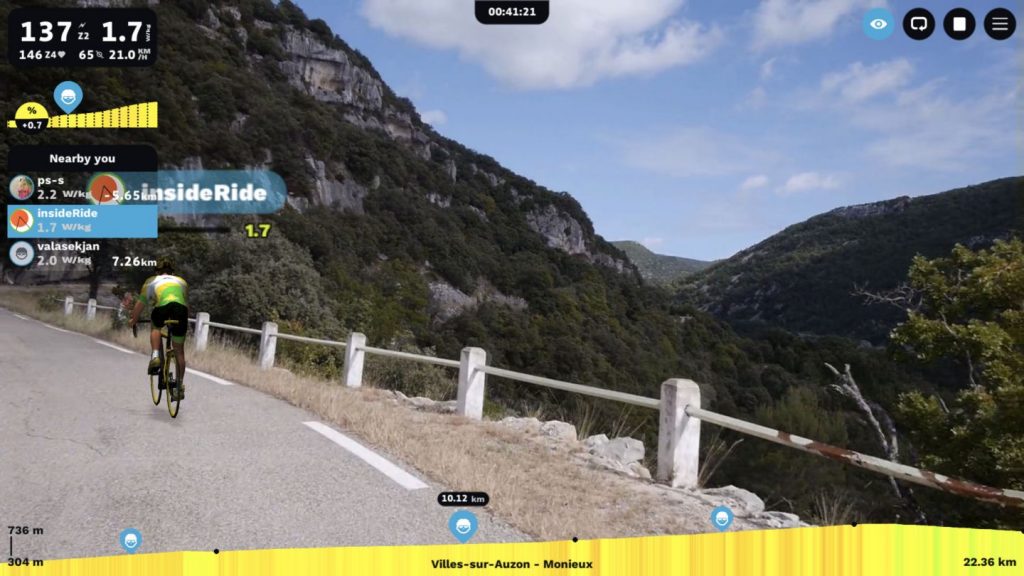 137 Z2 1.7 W/kg
146 Z4 65 21.0 KM/H
00:41:21
%
+0.7
Nearby you
ps-s
2.2 W/kg -5.65km
insideRide
1.7 W/kg
valasekjan
2.0 W/kg 7.26km
insideRide
1.7
10.12 km
736 m
304 m
Villes-sur-Auzon - Monieux
22.36 km